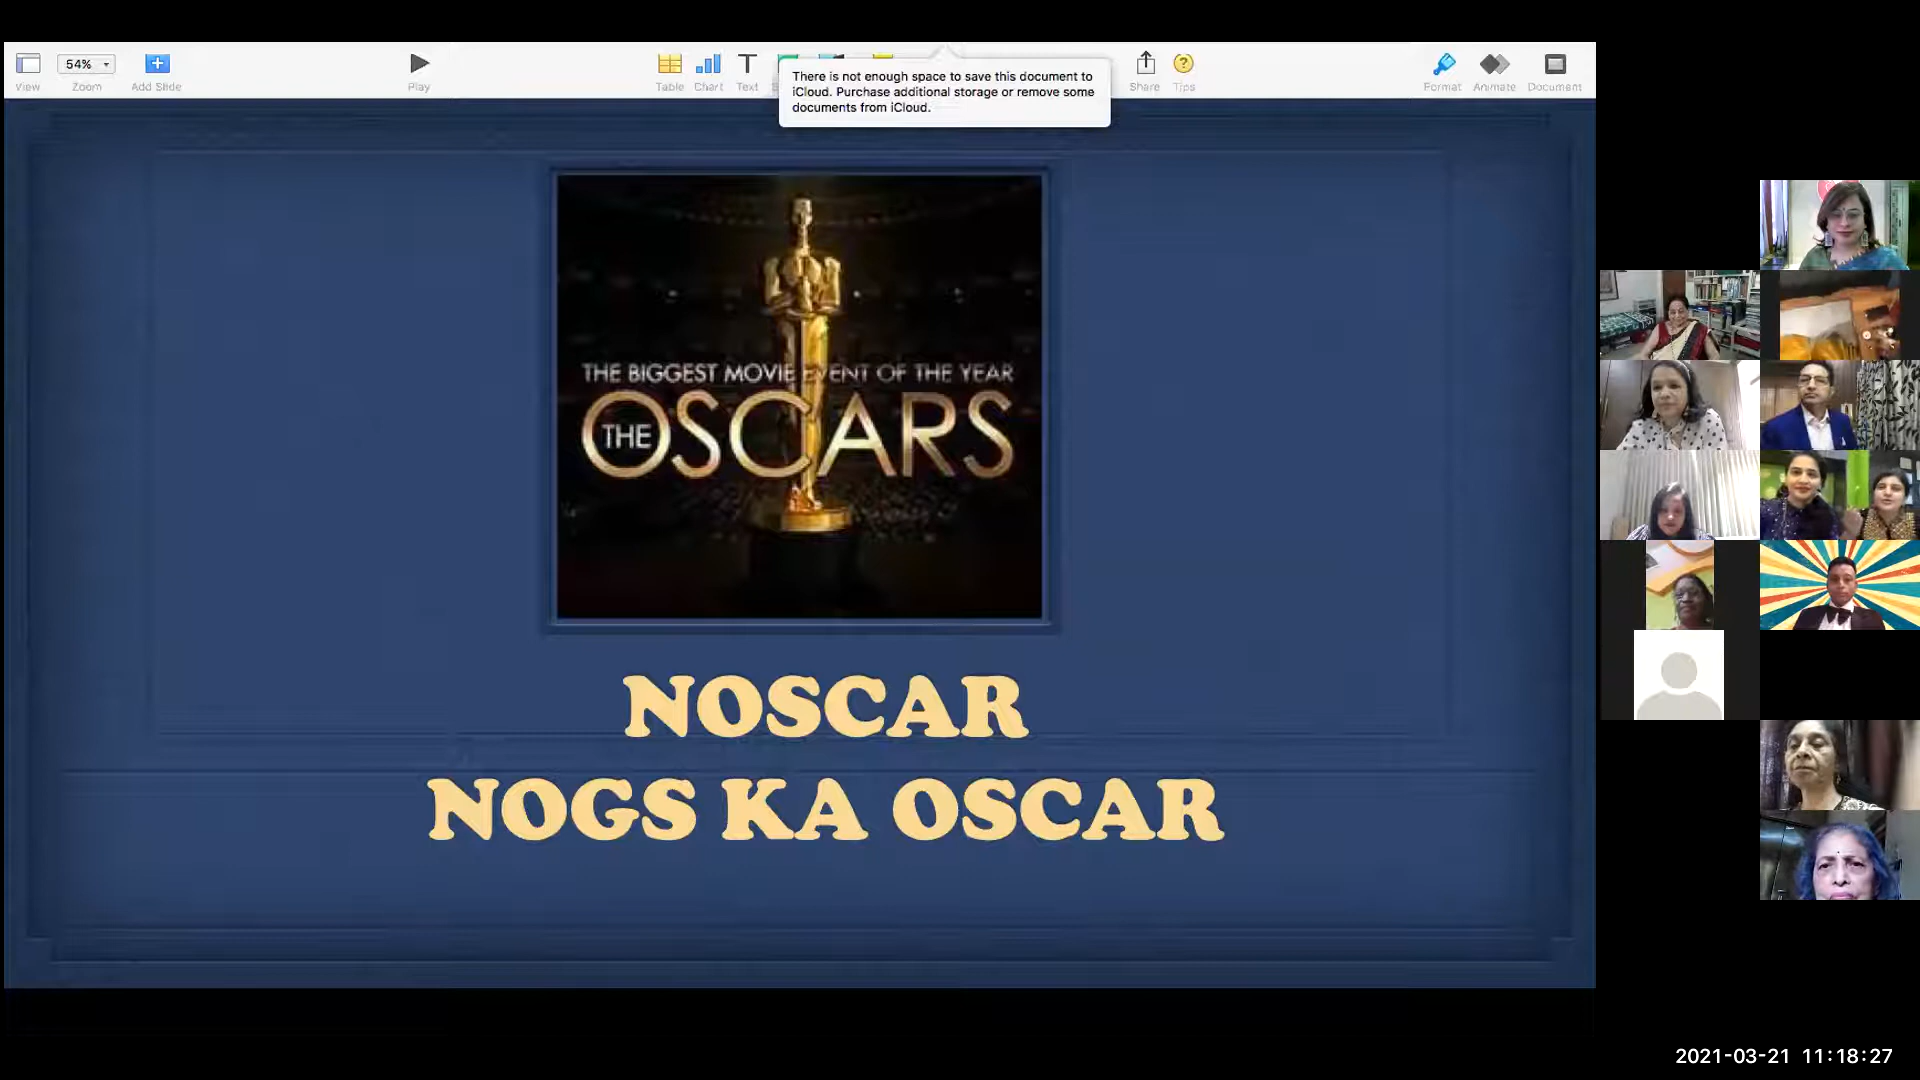 54%
View
Zoom
Add Slide
Play
Table
Chart
Text
There is not enough space to save this document to
iCloud. Purchase additional storage or remove some
documents from iCloud.
Share
?
Tips
Format
Animate
Document
THE BIGGEST MOVIE EVENT OF THE YEAR
THE OSCARS
NOSCAR
NOGS KA OSCAR
2021-03-21 11:18:27